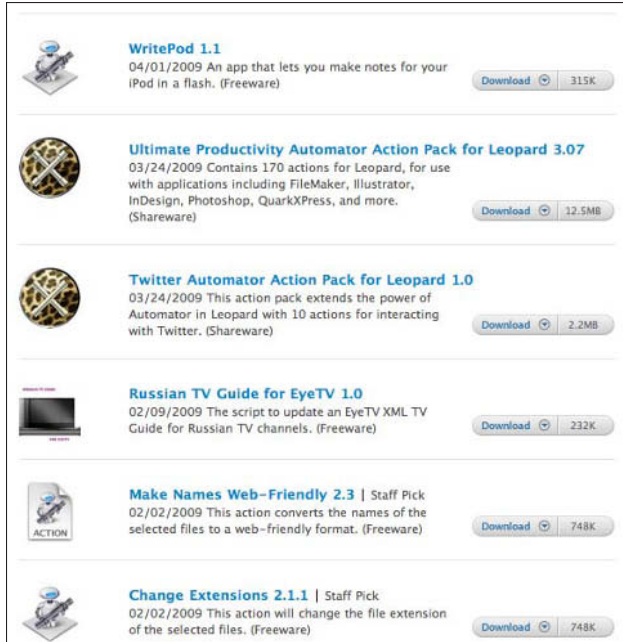 WritePod 1.1
04/01/2009 An app that lets you make notes for your
iPod in a flash. (Freeware)
Download 315K
Ultimate Productivity Automator Action Pack for Leopard 3.07
03/24/2009 Contains 170 actions for Leopard, for use
with applications including FileMaker, Illustrator,
InDesign, Photoshop, QuarkXPress, and more.
(Shareware)
Download 12.5MB
Twitter Automator Action Pack for Leopard 1.0
03/24/2009 This action pack extends the power of
Automator in Leopard with 10 actions for interacting
with Twitter. (Shareware)
Download 2.2MB
Russian TV Guide for EyeTV 1.0
02/09/2009 The script to update an EyeTV XML TV
Guide for Russian TV channels. (Freeware)
Download 232K
Make Names Web-Friendly 2.3 | Staff Pick
02/02/2009 This action converts the names of the
selected files to a web-friendly format. (Freeware)
ACTION
Download 748K
Change Extensions 2.1.1 | Staff Pick
02/02/2009 This action will change the file extension
of the selected files. (Freeware)
Download 748K